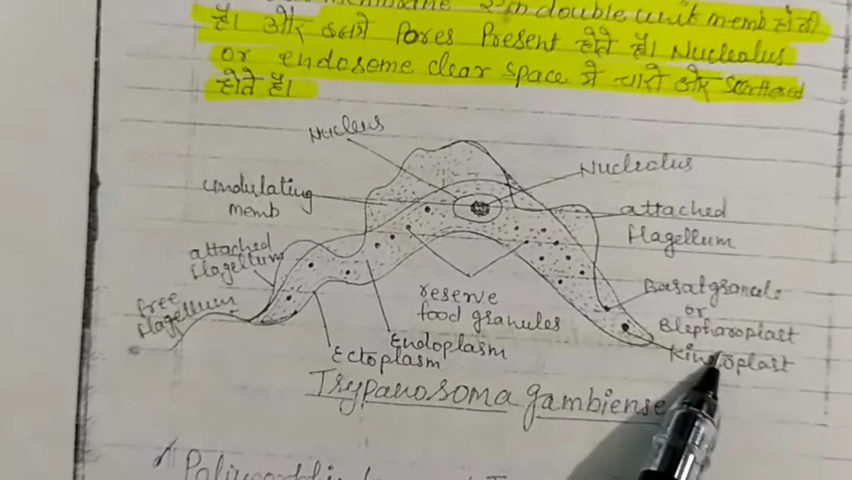 double unit memb होती
है। और इसमे Pores Present होते है। Nucleolus
or endosome clear space मे चारो ओर Scattered
होते है।
Nucleus
Nucleolus
undulating
memb
attached
flagellum
attached
flagellum
free
flagellum
reserve
food granules
Basal granule
or
Blepharoplast
Kinetoplast
Endoplasm
Ectoplasm
Trypanosoma gambiense